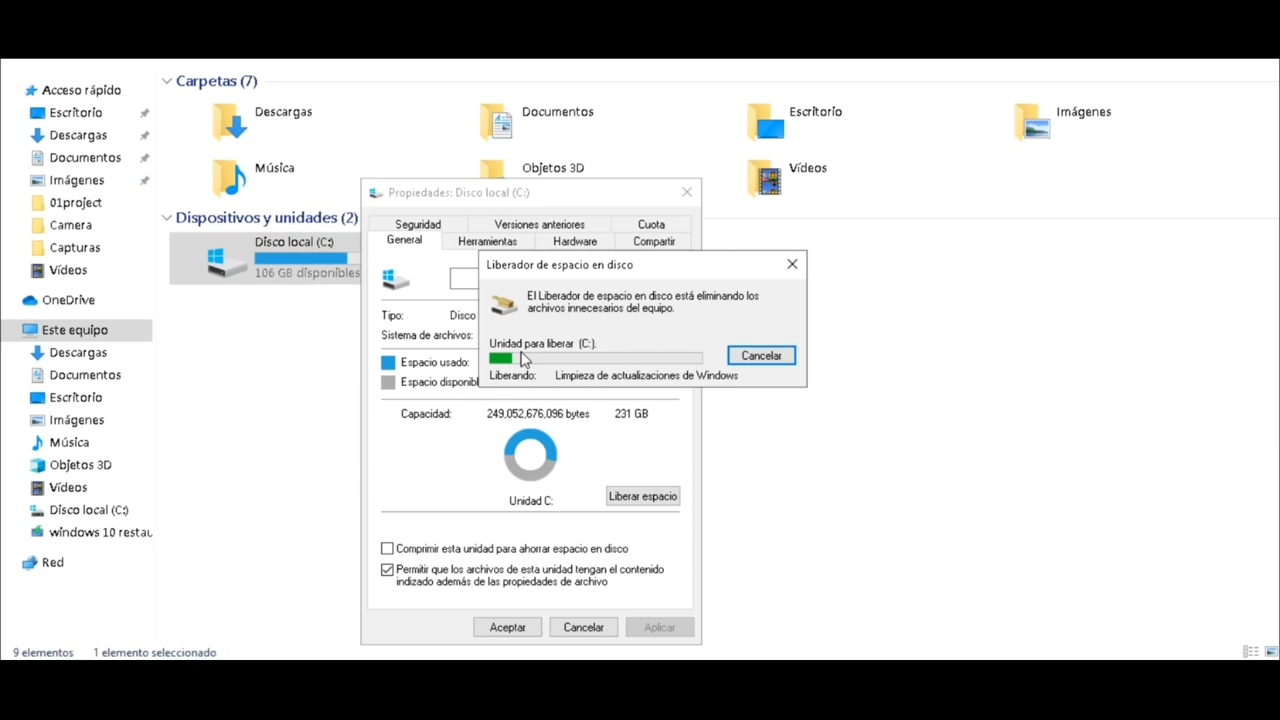 Acceso rápido
Escritorio
Descargas
Documentos
Imágenes
01project
Camera
Capturas
Vídeos
OneDrive
Este equipo
Descargas
Documentos
Escritorio
Imágenes
Música
Objetos 3D
Vídeos
Disco local (C:)
windows 10
Red
9 elementos 1 elemento seleccionado
Carpetas (7)
Descargas
Documentos
Escritorio
Imágenes
Música
Objetos 3D
Vídeos
Dispositivos y unidades (2)
Disco local (C:)
106 GB disponibles
Propiedades: Disco local (C:)
Seguridad Versiones anteriores Cuota
General Herramientas Hardware Compartir
Tipo: Disco
Sistema de archivos:
Espacio usado:
Espacio
Capacidad: 249,052,676,096 bytes 231 GB
Unidad C:
Liberar espacio
Comprimir esta unidad para ahorrar espacio en disco
Permitir que los archivos de esta unidad tengan el contenido
indizado además de las propiedades de archivo
Aceptar Cancelar Aplicar
Liberador de espacio en disco
El Liberador de espacio en disco está eliminando los
archivos innecesarios del equipo.
Unidad para liberar (C:).
Cancelar
Liberando: Limpieza de actualizaciones de Windows